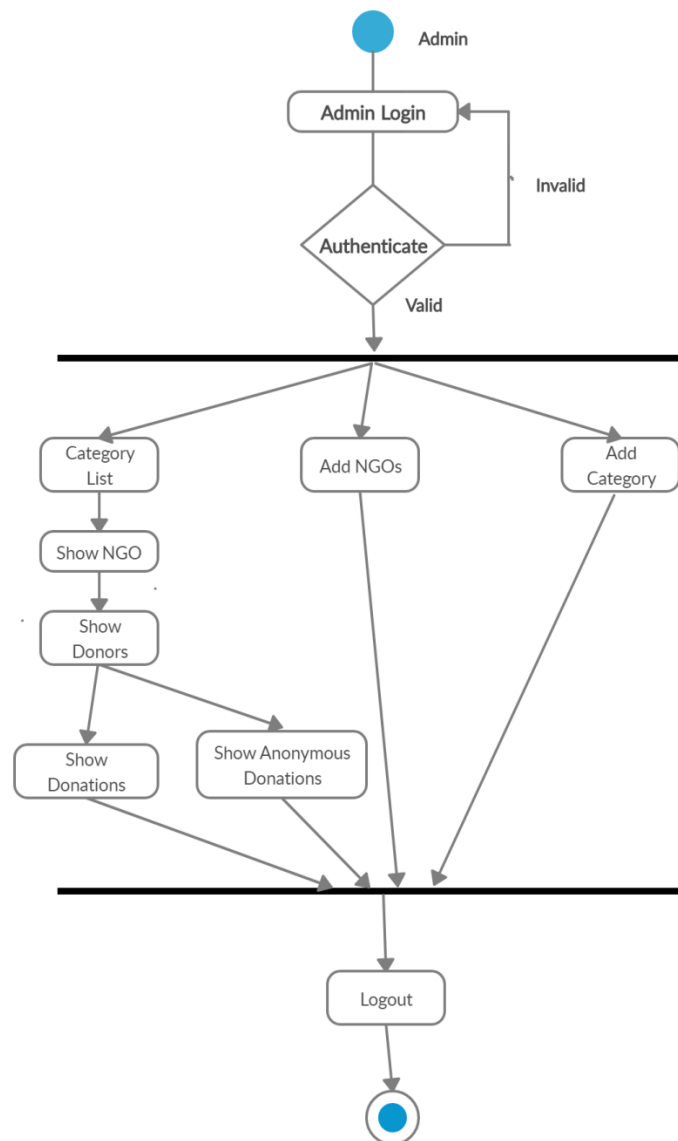 Admin
Admin Login
Invalid
Authenticate
Valid
Category
List
Add NGOs
Add
Category
Show NGO
Show
Donors
Show
Donations
Show Anonymous
Donations
Logout